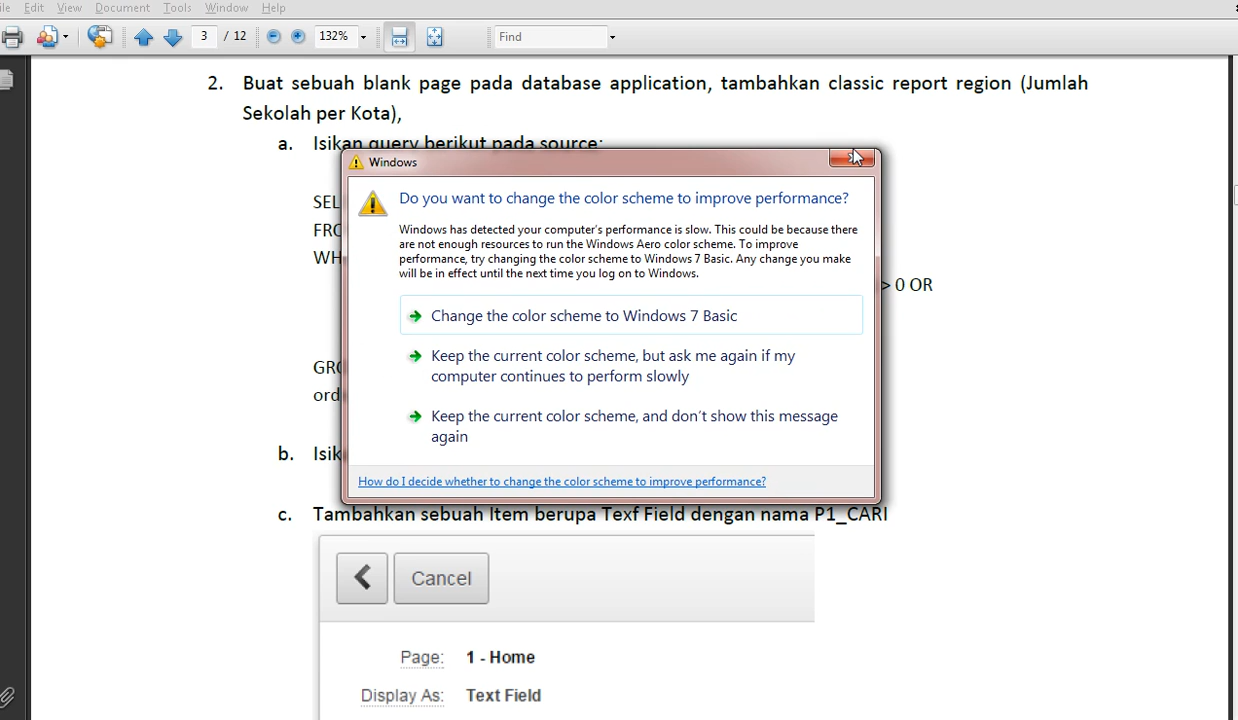 Edit View Document Tools Window Help
3 / 12 132% Find
2. Buat sebuah blank page pada database application, tambahkan classic report region (Jumlah
Sekolah per Kota),
a. Isikan query berikut pada source:
Windows
Do you want to change the color scheme to improve performance?
Windows has detected your computer's performance is slow. This could be because there
are not enough resources to run the Windows Aero color scheme. To improve
performance, try changing the color scheme to Windows 7 Basic. Any change you make
will be in effect until the next time you log on to Windows.
> 0 OR
Change the color scheme to Windows 7 Basic
Keep the current color scheme, but ask me again if my
computer continues to perform slowly
Keep the current color scheme, and don't show this message
again
How do I decide whether to change the color scheme to improve performance?
b.
c. Tambahkan sebuah Item berupa Texf Field dengan nama P1_CARI
Cancel
Page: 1 - Home
Display As: Text Field